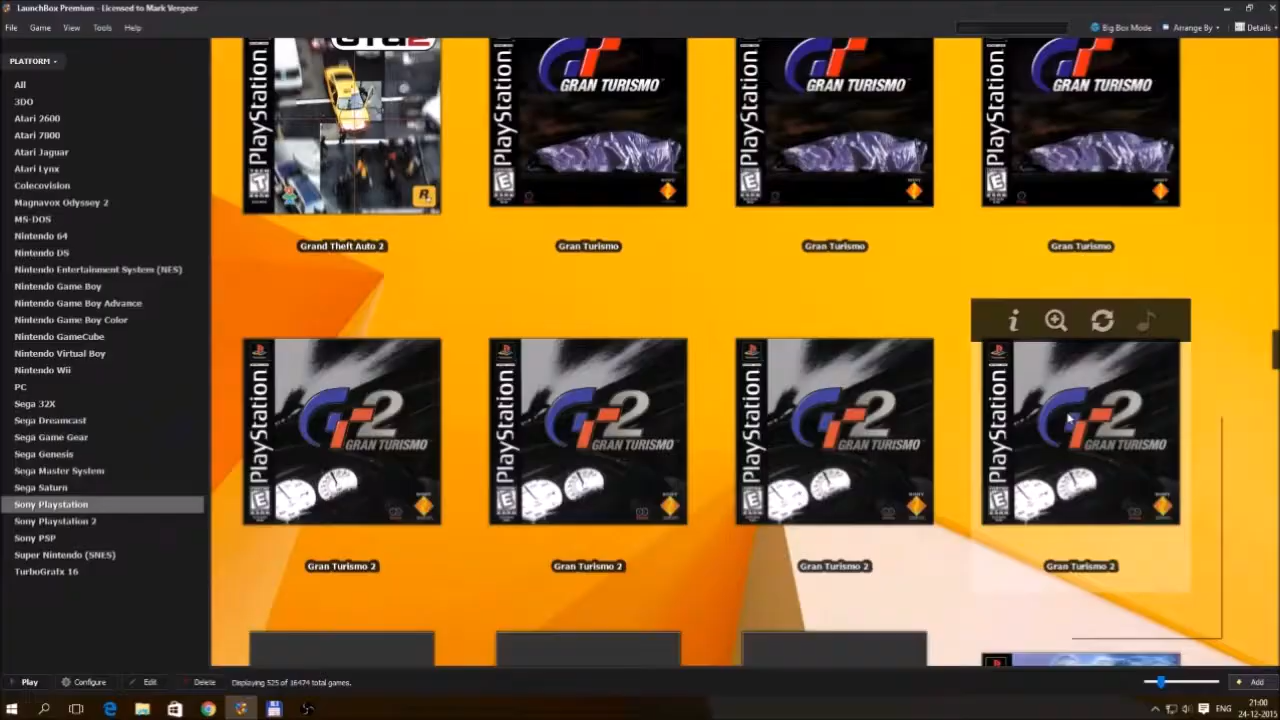 LaunchBox Premium - Licensed to Mark Vergeer
File Game View Tools Help
Big Box Mode Arrange By Details
PLATFORM
All
3DO
Atari 2600
Atari 7800
Atari Jaguar
Atari Lynx
Colecovision
Magnavox Odyssey 2
MS-DOS
Nintendo 64
Nintendo DS
Nintendo Entertainment System (NES)
Nintendo Game Boy
Nintendo Game Boy Advance
Nintendo Game Boy Color
Nintendo GameCube
Nintendo Virtual Boy
Nintendo Wii
PC
Sega 32X
Sega Dreamcast
Sega Game Gear
Sega Genesis
Sega Master System
Sega Saturn
Sony Playstation
Sony Playstation 2
Sony PSP
Super Nintendo (SNES)
TurboGrafx 16
PlayStation PlayStation GRAN TURISMO PlayStation GRAN TURISMO PlayStation GRAN TURISMO
T R E E E
Grand Theft Auto 2 Gran Turismo Gran Turismo Gran Turismo
PlayStation GT2 GRAN TURISMO PlayStation GT2 GRAN TURISMO PlayStation GT2 GRAN TURISMO PlayStation GT2 GRAN TURISMO
E E E E
Gran Turismo 2 Gran Turismo 2 Gran Turismo 2 Gran Turismo 2
Play Configure Edit Delete Displaying 525 of 16474 total games. Add
ENG 21:00
24-12-2015